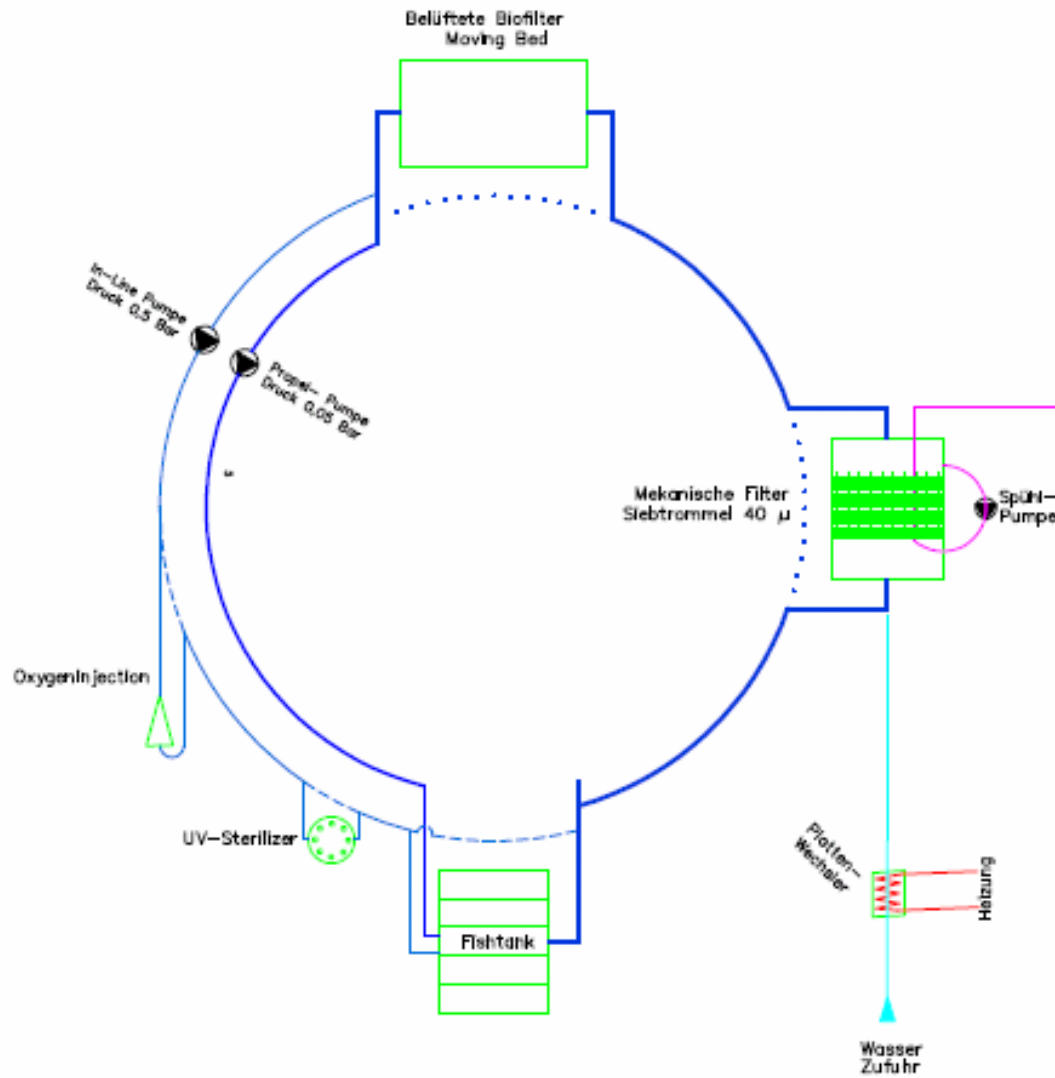 Belüftete Biofilter
Moving Bed
In-Line Pumpe
Druck 0,5 Bar
Propel- Pumpe
Druck 0,05 Bar
Mekanische Filter
Siebtrommel 40 µ
Spühl-
Pumpe
Oxygeninjection
UV-Sterilizer
Fishtank
Platten-
Wechsler
Heizung
Wasser
Zufuhr